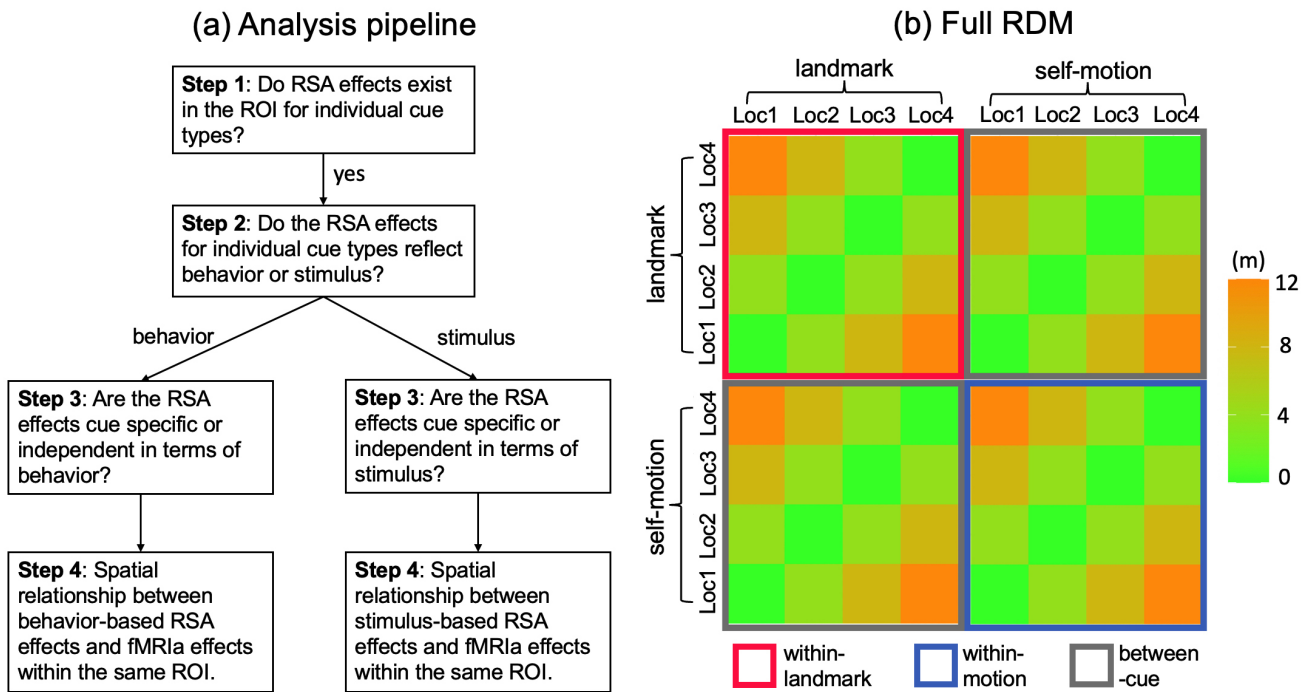 (a) Analysis pipeline
Step 1: Do RSA effects exist
in the ROI for individual cue
types?
yes
Step 2: Do the RSA effects
for individual cue types reflect
behavior or stimulus?
behavior
stimulus
Step 3: Are the RSA
effects cue specific or
independent in terms of
behavior?
Step 3: Are the RSA
effects cue specific or
independent in terms of
stimulus?
Step 4: Spatial
relationship between
behavior-based RSA
effects and fMRIa effects
within the same ROI.
Step 4: Spatial
relationship between
stimulus-based RSA
effects and fMRIa effects
within the same ROI.
(b) Full RDM
landmark
self-motion
Loc1 Loc2 Loc3 Loc4
Loc1 Loc2 Loc3 Loc4
landmark
Loc4
Loc3
Loc2
Loc1
self-motion
Loc4
Loc3
Loc2
Loc1
(m)
12
8
4
0
within-
landmark
within-
motion
between
-cue